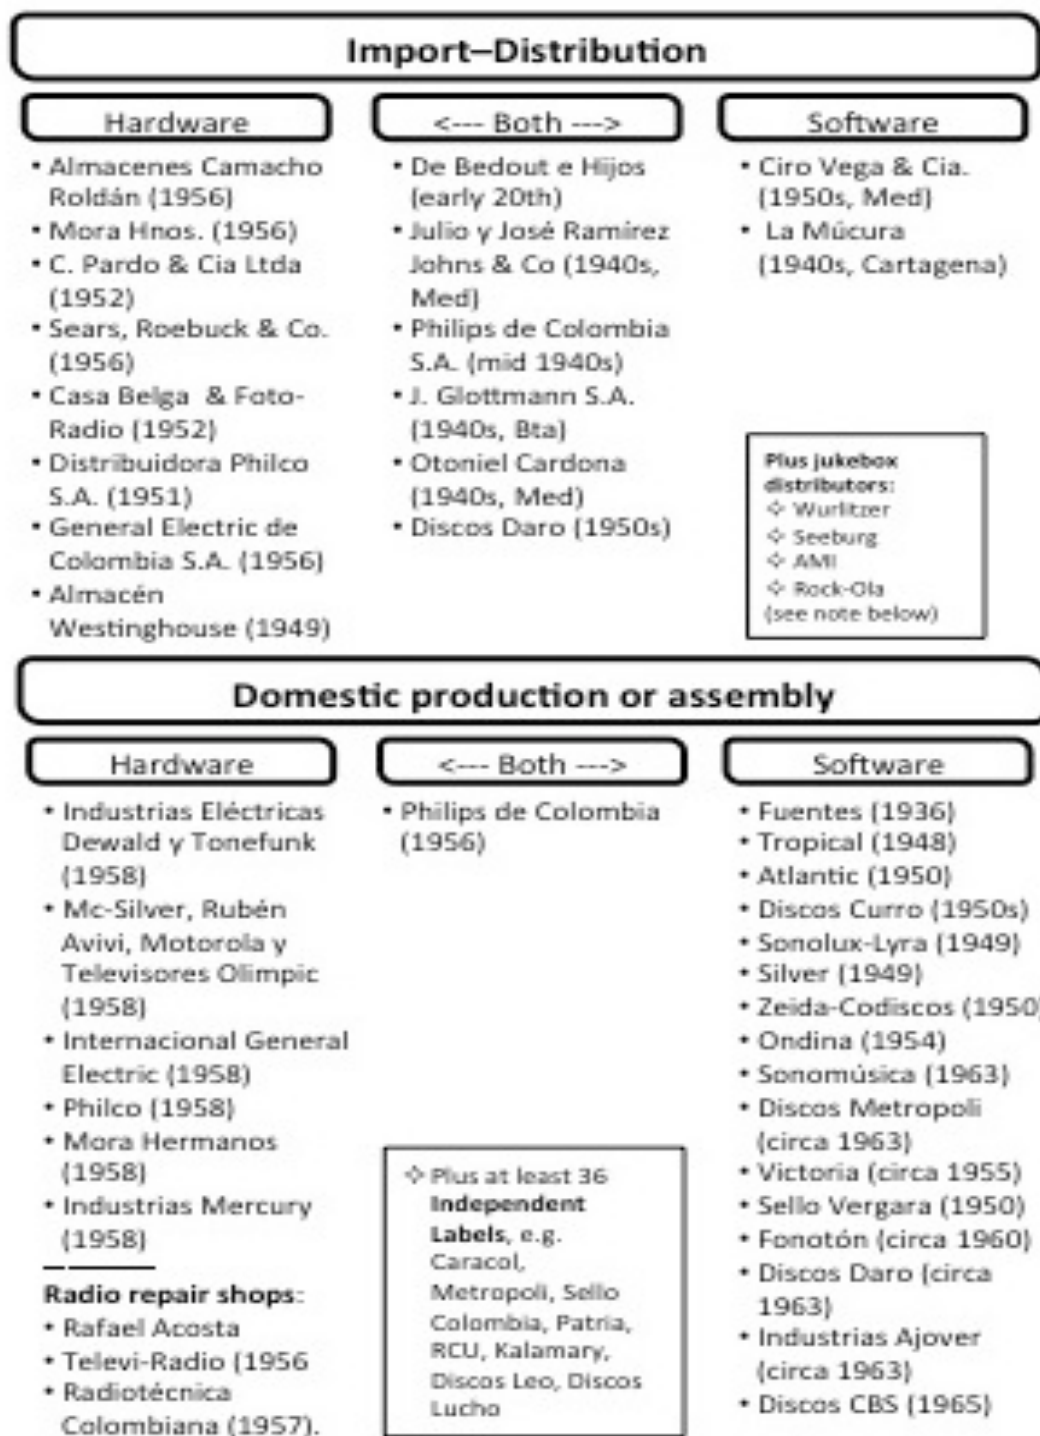 Import–Distribution
Hardware
• Almacenes Camacho
Roldán (1956)
• Mora Hnos. (1956)
• C. Pardo & Cia Ltda
(1952)
• Sears, Roebuck & Co.
(1956)
• Casa Belga & Foto-
Radio (1952)
• Distribuidora Philco
S.A. (1951)
• General Electric de
Colombia S.A. (1956)
• Almacén
Westinghouse (1949)
<--- Both --->
• De Bedout e Hijos
(early 20th)
• Julio y José Ramírez
Johns & Co (1940s,
Med)
• Philips de Colombia
S.A. (mid 1940s)
• J. Glottmann S.A.
(1940s, Bta)
• Otoniel Cardona
(1940s, Med)
• Discos Daro (1950s)
Software
• Ciro Vega & Cia.
(1950s, Med)
• La Múcura
(1940s, Cartagena)
Plus jukebox
distributors:
✧ Wurlitzer
✧ Seeburg
✧ AMI
✧ Rock-Ola
(see note below)
Domestic production or assembly
Hardware
• Industrias Eléctricas
Dewald y Tonefunk
(1958)
• Mc-Silver, Rubén
Avivi, Motorola y
Televisores Olimpic
(1958)
• Internacional General
Electric (1958)
• Philco (1958)
• Mora Hermanos
(1958)
• Industrias Mercury
(1958)
Radio repair shops:
• Rafael Acosta
• Televi-Radio (1956
• Radiotécnica
Colombiana (1957).
<--- Both --->
• Philips de Colombia
(1956)
✧ Plus at least 36
Independent
Labels, e.g.
Caracol,
Metropoli, Sello
Colombia, Patria,
RCU, Kalamary,
Discos Leo, Discos
Lucho
Software
• Fuentes (1936)
• Tropical (1948)
• Atlantic (1950)
• Discos Curro (1950s)
• Sonolux-Lyra (1949)
• Silver (1949)
• Zeida-Codiscos (1950)
• Ondina (1954)
• Sonomúsica (1963)
• Discos Metropoli
(circa 1963)
• Victoria (circa 1955)
• Sello Vergara (1950)
• Fonotón (circa 1960)
• Discos Daro (circa
1963)
• Industrias Ajover
(circa 1963)
• Discos CBS (1965)